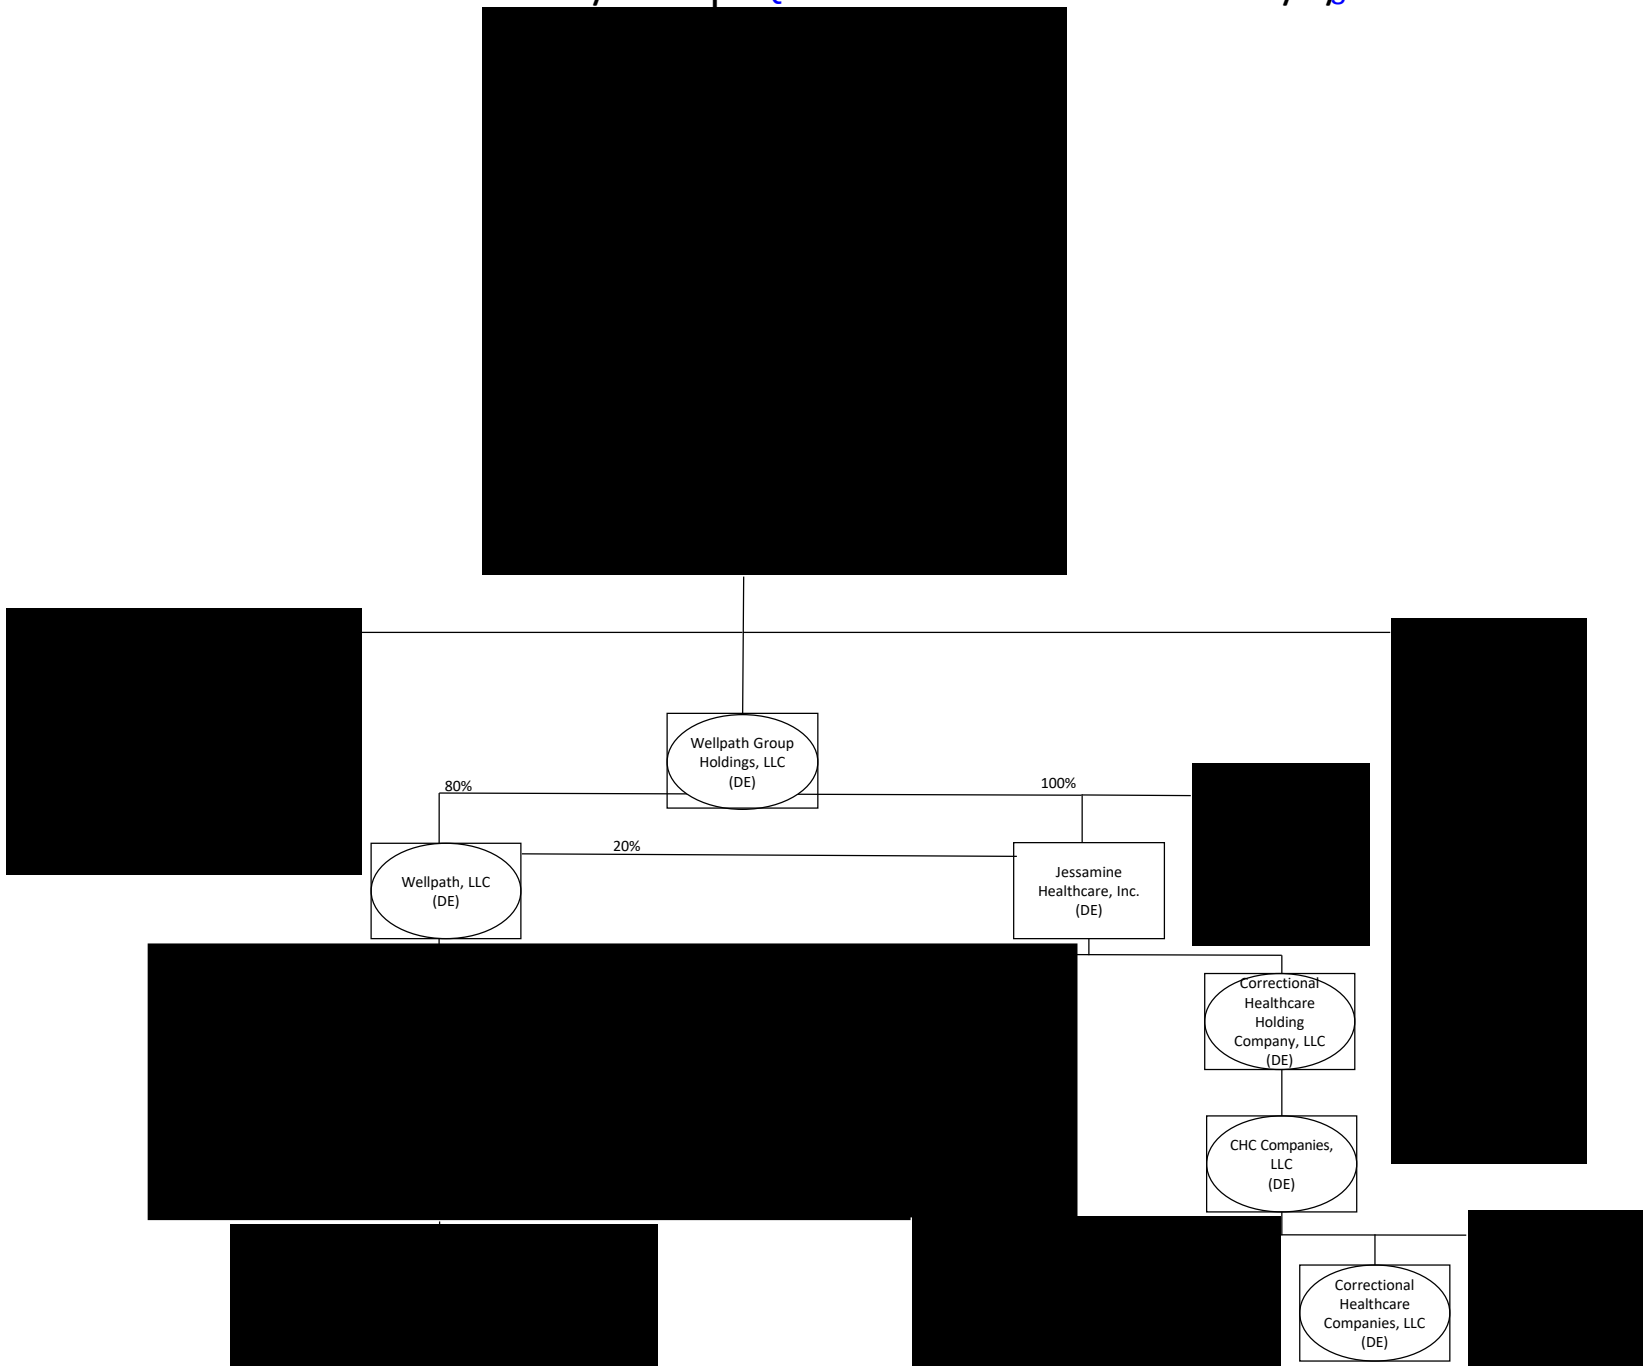 Wellpath Group
Holdings, LLC
(DE)
80%
100%
20%
Wellpath, LLC
(DE)
Jessamine
Healthcare, Inc.
(DE)
Correctional
Healthcare
Holding
Company, LLC
(DE)
CHC Companies,
LLC
(DE)
Correctional
Healthcare
Companies, LLC
(DE)